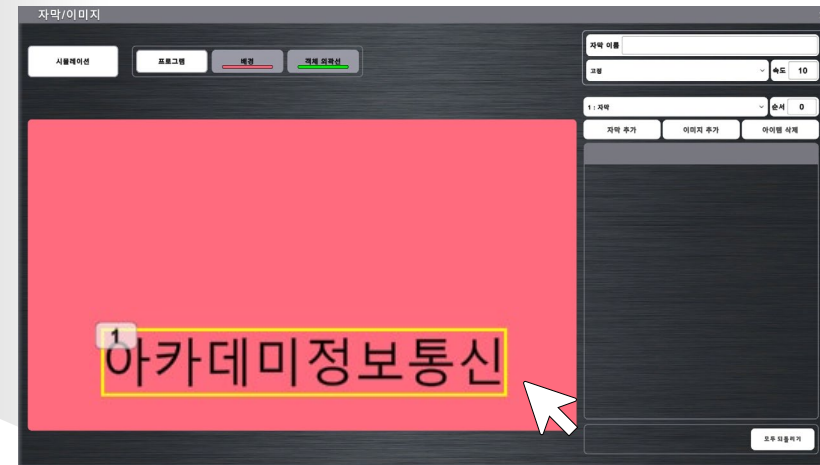 자막/이미지
시뮬레이션
프로그램
배경
객체 외곽선
자막 이름
고정
속도 10
1 : 자막
순서 0
자막 추가
이미지 추가
아이템 삭제
1
아카데미정보통신
모두 되돌리기